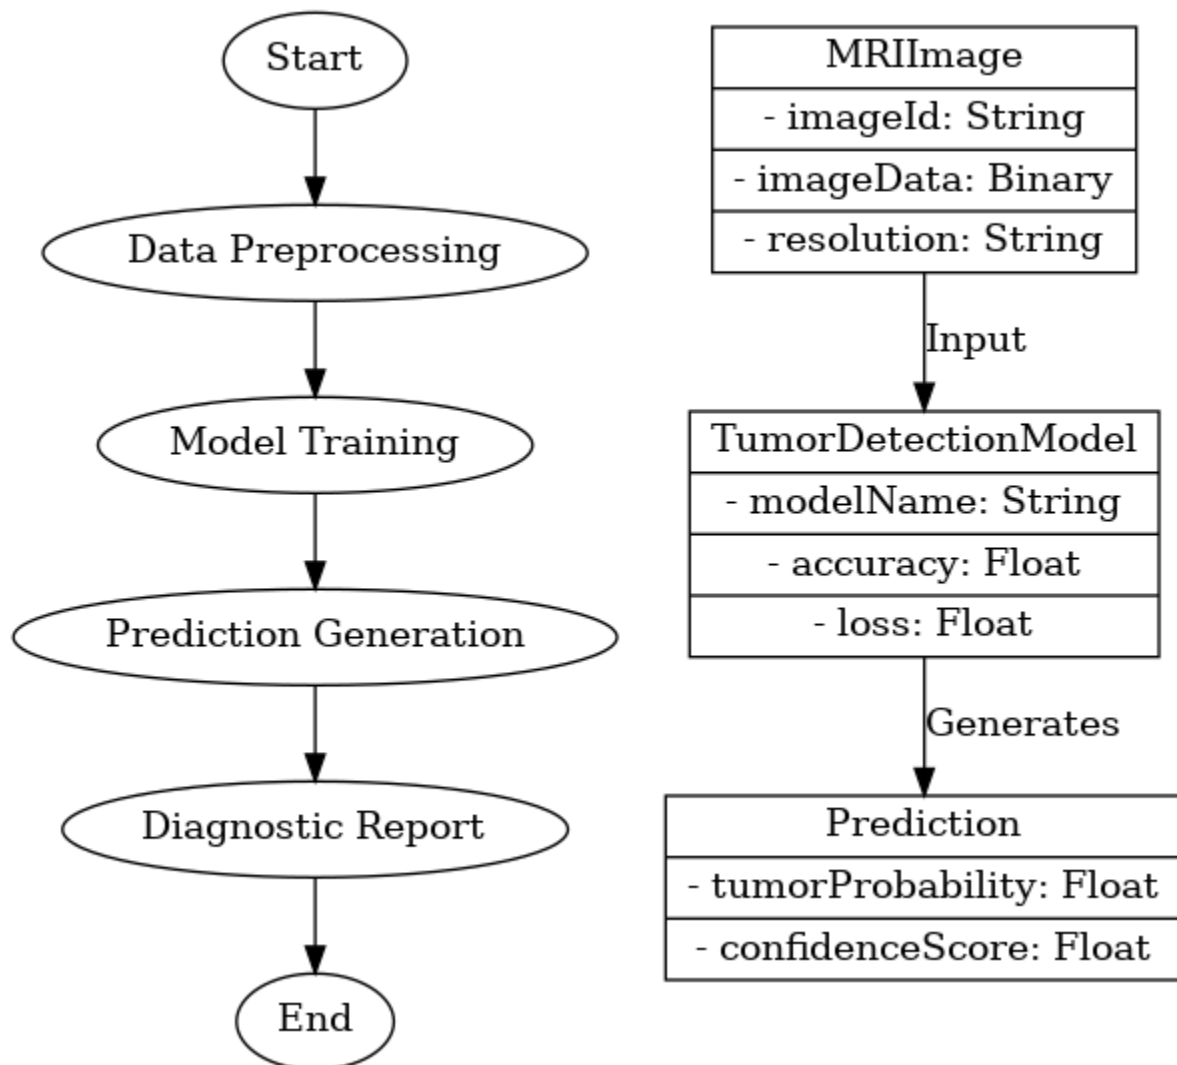 Start
Data Preprocessing
Model Training
Prediction Generation
Diagnostic Report
End
MRIImage
- imageId: String
- imageData: Binary
- resolution: String
Input
TumorDetectionModel
- modelName: String
- accuracy: Float
- loss: Float
Generates
Prediction
- tumorProbability: Float
- confidenceScore: Float